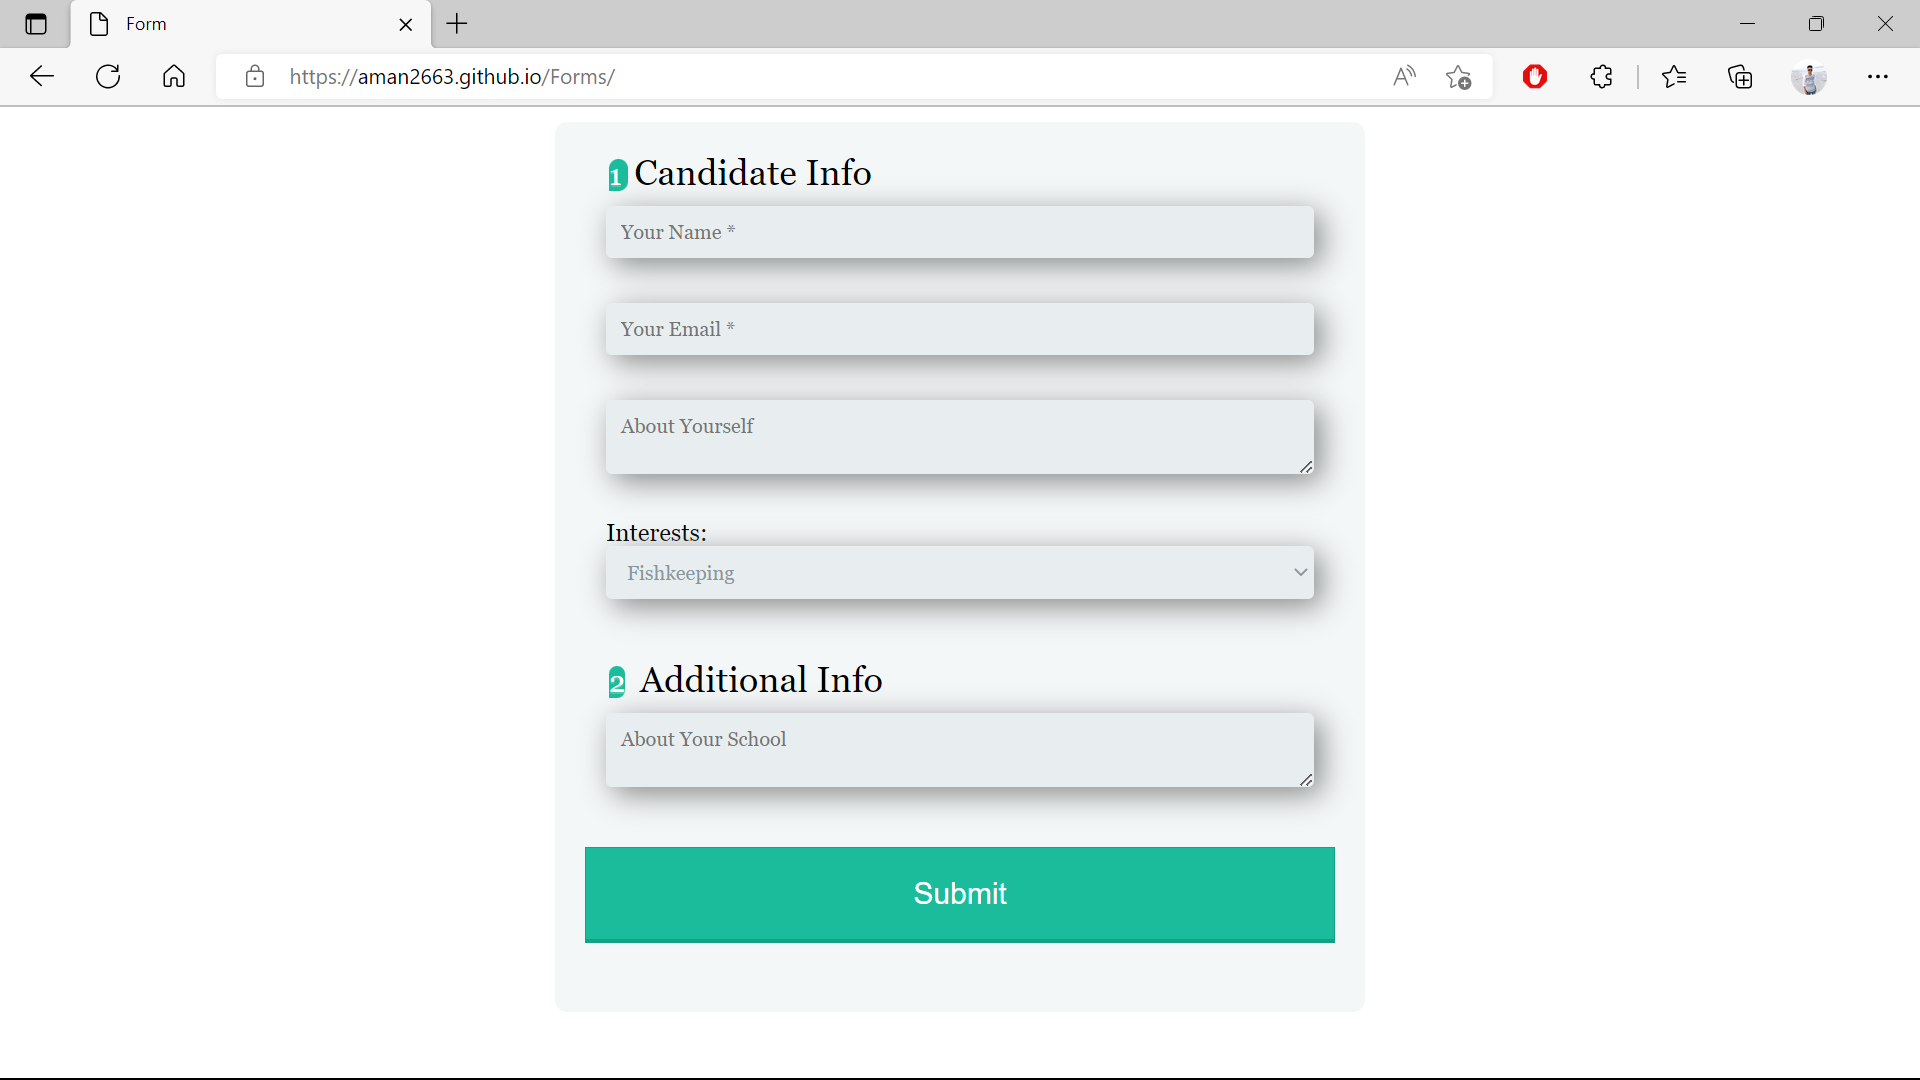 Form
https://aman2663.github.io/Forms/
1 Candidate Info
Your Name *
Your Email *
About Yourself
Interests:
Fishkeeping
2 Additional Info
About Your School
Submit